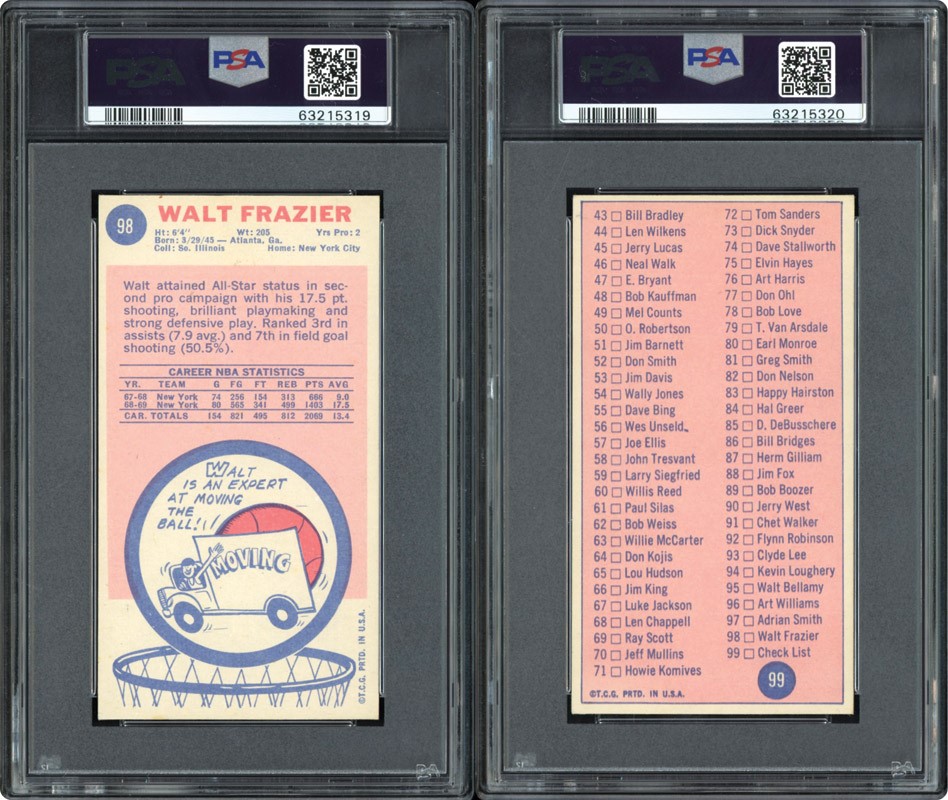 PSA
63215319
98
WALT FRAZIER
Ht: 6'4" Wt: 205 Yrs Pro: 2
Born: 3/29/45 — Atlanta, Ga.
Coll: So. Illinois Home: New York City
Walt attained All-Star status in sec-
ond pro campaign with his 17.5 pt.
shooting, brilliant playmaking and
strong defensive play. Ranked 3rd in
assists (7.9 avg.) and 7th in field goal
shooting (50.5%).
CAREER NBA STATISTICS
YR. TEAM G FG FT REB PTS AVG
67-68 New York 74 256 154 313 666 9.0
68-69 New York 80 565 341 499 1403 17.5
CAR. TOTALS 154 821 495 812 2069 13.4
WALT
IS AN EXPERT
AT MOVING
THE
BALL!
MOVING
©T.C.G. PRTD. IN U.S.A.
PSA
63215320
43 Bill Bradley
44 Len Wilkens
45 Jerry Lucas
46 Neal Walk
47 E. Bryant
48 Bob Kauffman
49 Mel Counts
50 O. Robertson
51 Jim Barnett
52 Don Smith
53 Jim Davis
54 Wally Jones
55 Dave Bing
56 Wes Unseld
57 Joe Ellis
58 John Tresvant
59 Larry Siegfried
60 Willis Reed
61 Paul Silas
62 Bob Weiss
63 Willie McCarter
64 Don Kojis
65 Lou Hudson
66 Jim King
67 Luke Jackson
68 Len Chappell
69 Ray Scott
70 Jeff Mullins
71 Howie Komives
72 Tom Sanders
73 Dick Snyder
74 Dave Stallworth
75 Elvin Hayes
76 Art Harris
77 Don Ohl
78 Bob Love
79 T. Van Arsdale
80 Earl Monroe
81 Greg Smith
82 Don Nelson
83 Happy Hairston
84 Hal Greer
85 D. DeBusschere
86 Bill Bridges
87 Herm Gilliam
88 Jim Fox
89 Bob Boozer
90 Jerry West
91 Chet Walker
92 Flynn Robinson
93 Clyde Lee
94 Kevin Loughery
95 Walt Bellamy
96 Art Williams
97 Adrian Smith
98 Walt Frazier
99 Check List
99
©T.C.G. PRTD. IN U.S.A.